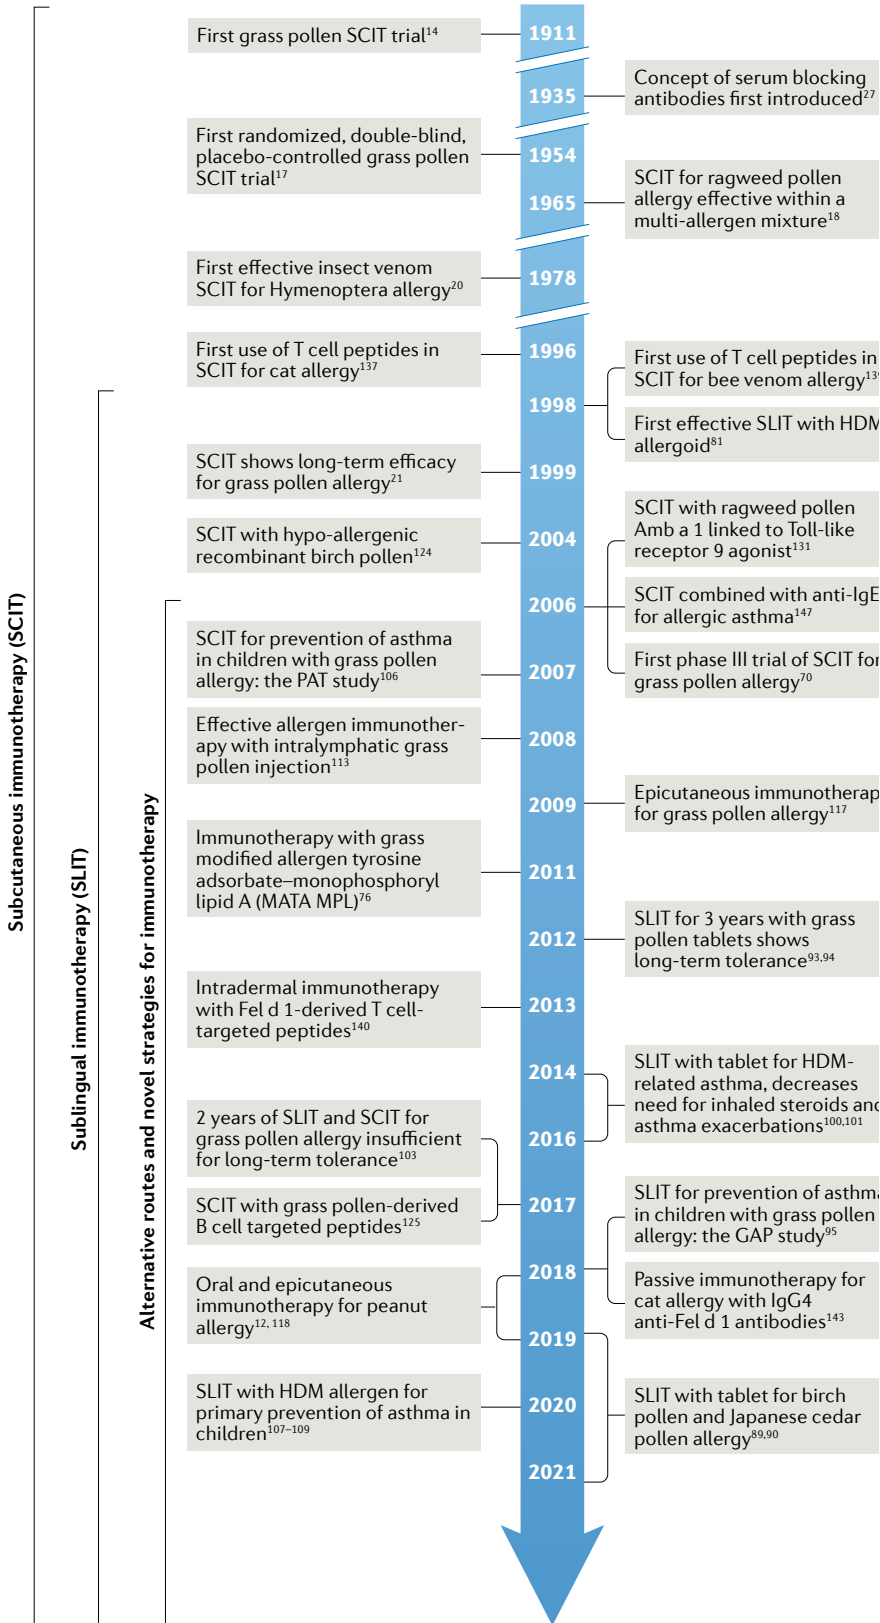 Subcutaneous immunotherapy (SCIT)
Sublingual immunotherapy (SLIT)
Alternative routes and novel strategies for immunotherapy
First grass pollen SCIT trial14
1911
1935
Concept of serum blocking
antibodies first introduced27
First randomized, double-blind,
placebo-controlled grass pollen
SCIT trial17
1954
1965
SCIT for ragweed pollen
allergy effective within a
multi-allergen mixture18
First effective insect venom
SCIT for Hymenoptera allergy20
1978
First use of T cell peptides in
SCIT for cat allergy137
1996
1998
First use of T cell peptides in
SCIT for bee venom allergy139
First effective SLIT with HDM
allergoid81
SCIT shows long-term efficacy
for grass pollen allergy21
1999
SCIT with hypo-allergenic
recombinant birch pollen124
2004
2006
SCIT with ragweed pollen
Amb a 1 linked to Toll-like
receptor 9 agonist131
SCIT combined with anti-IgE
for allergic asthma147
First phase III trial of SCIT for
grass pollen allergy70
SCIT for prevention of asthma
in children with grass pollen
allergy: the PAT study106
2007
Effective allergen immunother-
apy with intralymphatic grass
pollen injection113
2008
2009
Epicutaneous immunotherap
for grass pollen allergy117
Immunotherapy with grass
modified allergen tyrosine
adsorbate–monophosphoryl
lipid A (MATA MPL)76
2011
2012
SLIT for 3 years with grass
pollen tablets shows
long-term tolerance93,94
Intradermal immunotherapy
with Fel d 1-derived T cell-
targeted peptides140
2013
2014
2016
SLIT with tablet for HDM-
related asthma, decreases
need for inhaled steroids and
asthma exacerbations100,101
2 years of SLIT and SCIT for
grass pollen allergy insufficient
for long-term tolerance103
SCIT with grass pollen-derived
B cell targeted peptides125
2017
2018
SLIT for prevention of asthma
in children with grass pollen
allergy: the GAP study95
Passive immunotherapy for
cat allergy with IgG4
anti-Fel d 1 antibodies143
Oral and epicutaneous
immunotherapy for peanut
allergy12, 118
2019
SLIT with HDM allergen for
primary prevention of asthma in
children107–109
2020
2021
SLIT with tablet for birch
pollen and Japanese cedar
pollen allergy89,90